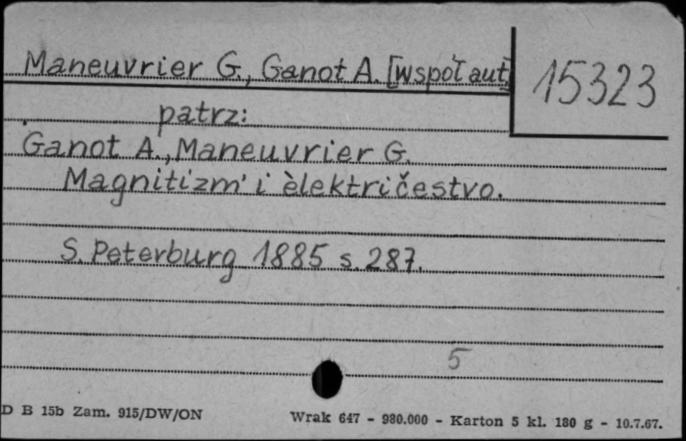 Maneuvrier G., Ganot A. [współaut]
15323
patrz:
Ganot A., Maneuvrier G.
Magnitizm' i èlektričestvo.
S. Peterburg 1885 s. 287.
5
D B 15b Zam. 915/DW/ON
Wrak 647 - 980.000 - Karton 5 kl. 180 g - 10.7.67.